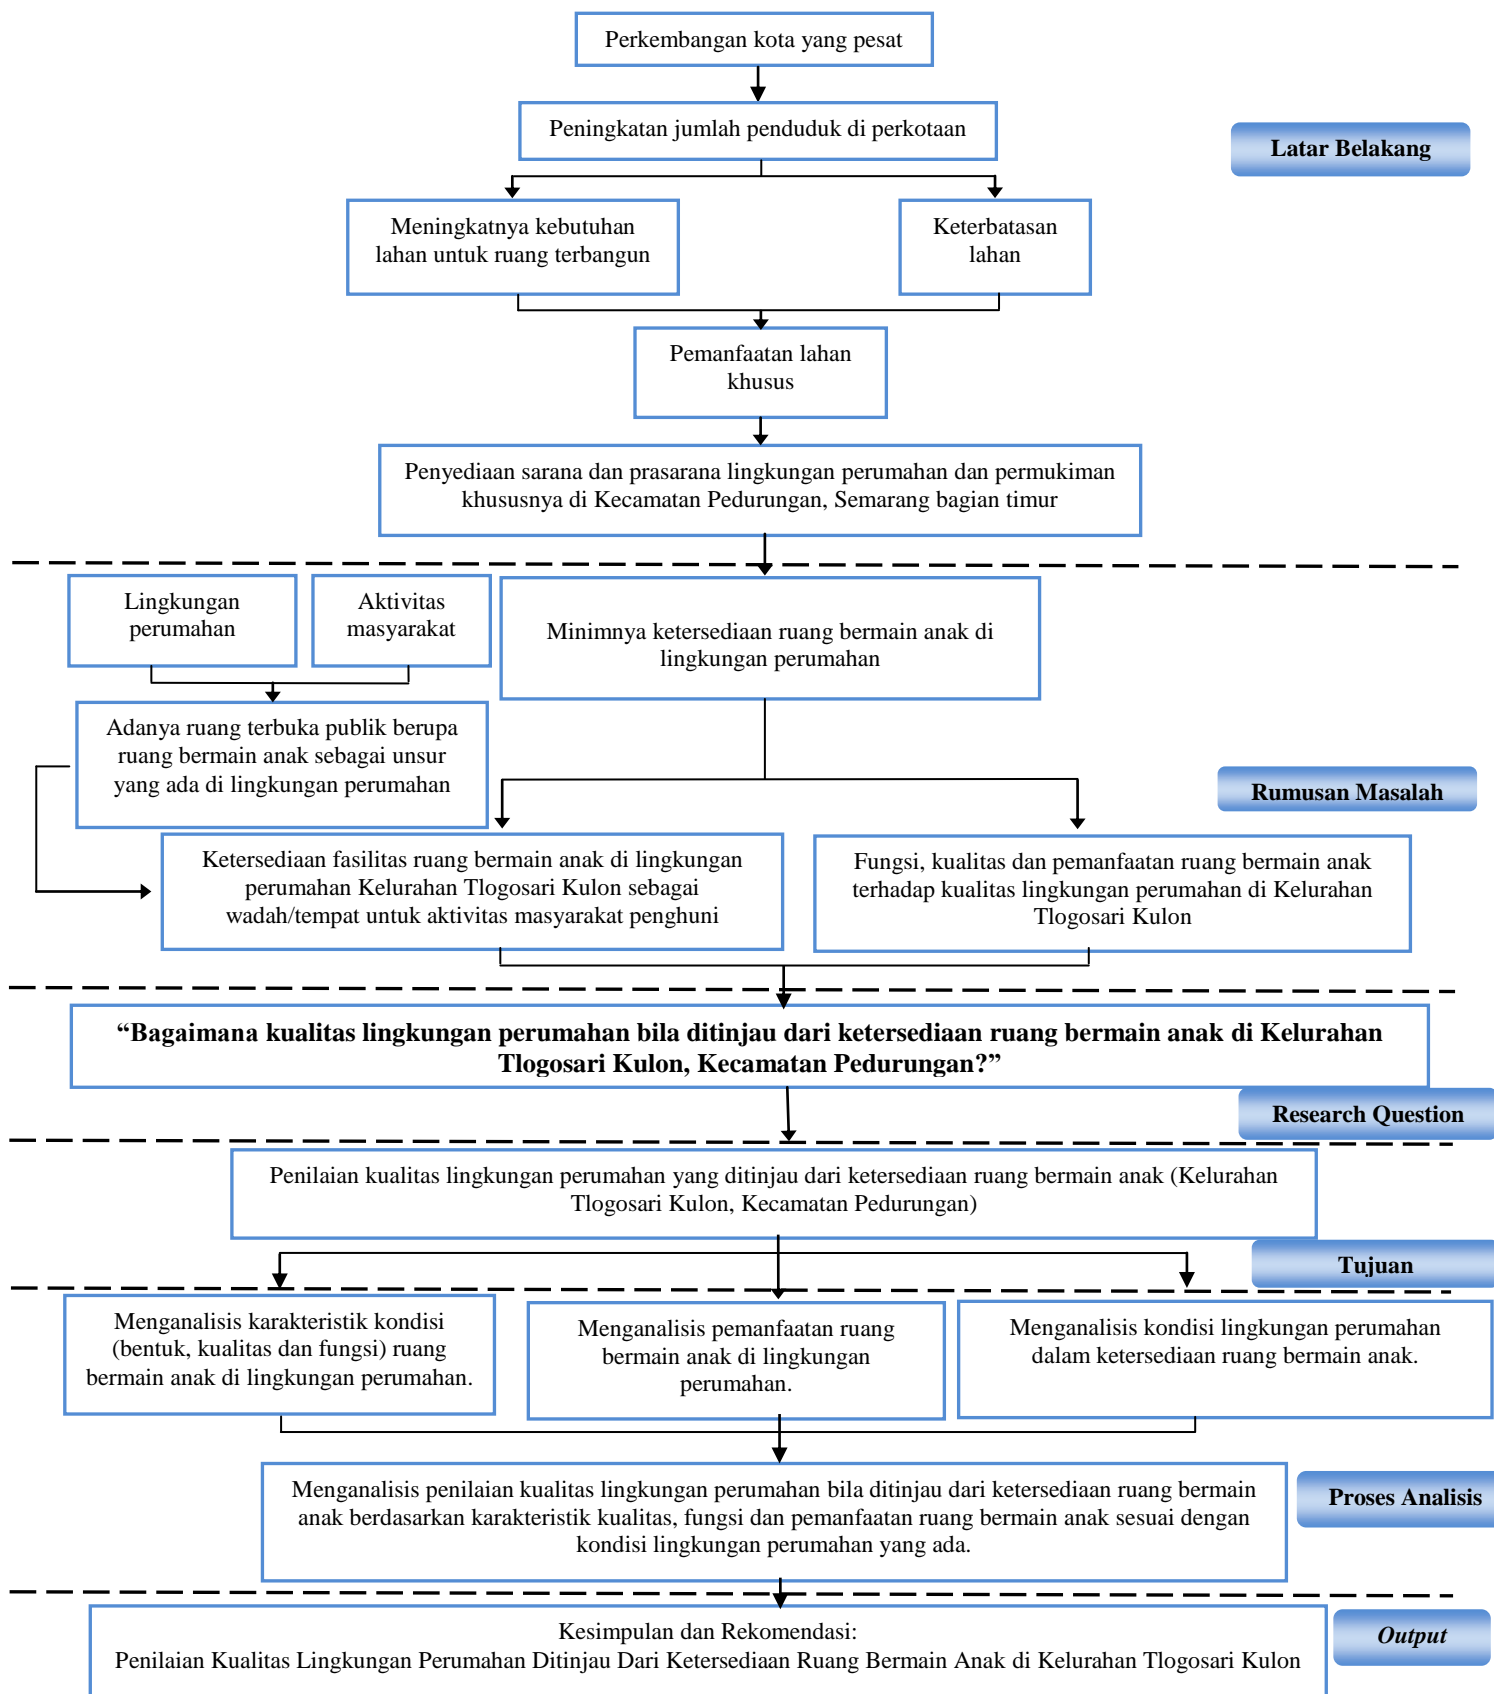 Perkembangan kota yang pesat
Peningkatan jumlah penduduk di perkotaan
Latar Belakang
Meningkatnya kebutuhan
lahan untuk ruang terbangun
Keterbatasan
lahan
Pemanfaatan lahan
khusus
Penyediaan sarana dan prasarana lingkungan perumahan dan permukiman
khususnya di Kecamatan Pedurungan, Semarang bagian timur
Lingkungan
perumahan
Aktivitas
masyarakat
Minimnya ketersediaan ruang bermain anak di
lingkungan perumahan
Adanya ruang terbuka publik berupa
ruang bermain anak sebagai unsur
yang ada di lingkungan perumahan
Rumusan Masalah
Ketersediaan fasilitas ruang bermain anak di lingkungan
perumahan Kelurahan Tlogosari Kulon sebagai
wadah/tempat untuk aktivitas masyarakat penghuni
Fungsi, kualitas dan pemanfaatan ruang bermain anak
terhadap kualitas lingkungan perumahan di Kelurahan
Tlogosari Kulon
“Bagaimana kualitas lingkungan perumahan bila ditinjau dari ketersediaan ruang bermain anak di Kelurahan
Tlogosari Kulon, Kecamatan Pedurungan?”
Research Question
Penilaian kualitas lingkungan perumahan yang ditinjau dari ketersediaan ruang bermain anak (Kelurahan
Tlogosari Kulon, Kecamatan Pedurungan)
Tujuan
Menganalisis karakteristik kondisi
(bentuk, kualitas dan fungsi) ruang
bermain anak di lingkungan perumahan.
Menganalisis pemanfaatan ruang
bermain anak di lingkungan
perumahan.
Menganalisis kondisi lingkungan perumahan
dalam ketersediaan ruang bermain anak.
Menganalisis penilaian kualitas lingkungan perumahan bila ditinjau dari ketersediaan ruang bermain
anak berdasarkan karakteristik kualitas, fungsi dan pemanfaatan ruang bermain anak sesuai dengan
kondisi lingkungan perumahan yang ada.
Proses Analisis
Kesimpulan dan Rekomendasi:
Penilaian Kualitas Lingkungan Perumahan Ditinjau Dari Ketersediaan Ruang Bermain Anak di Kelurahan Tlogosari Kulon
Output